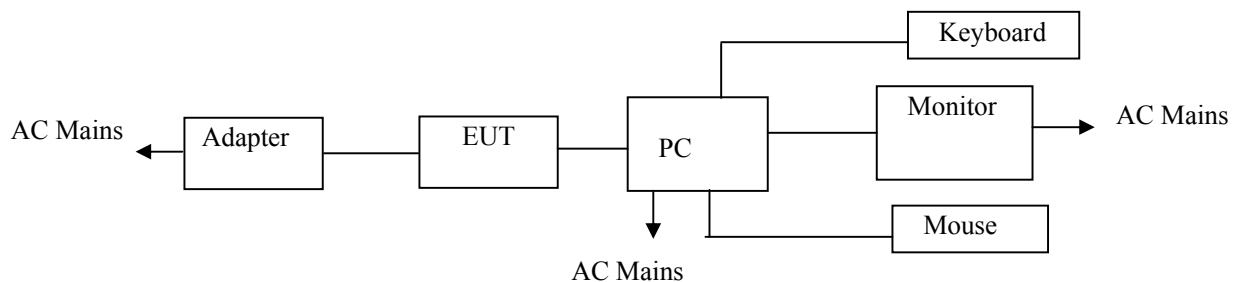 Keyboard
AC Mains
Adapter
EUT
PC
Monitor
AC Mains
Mouse
AC Mains